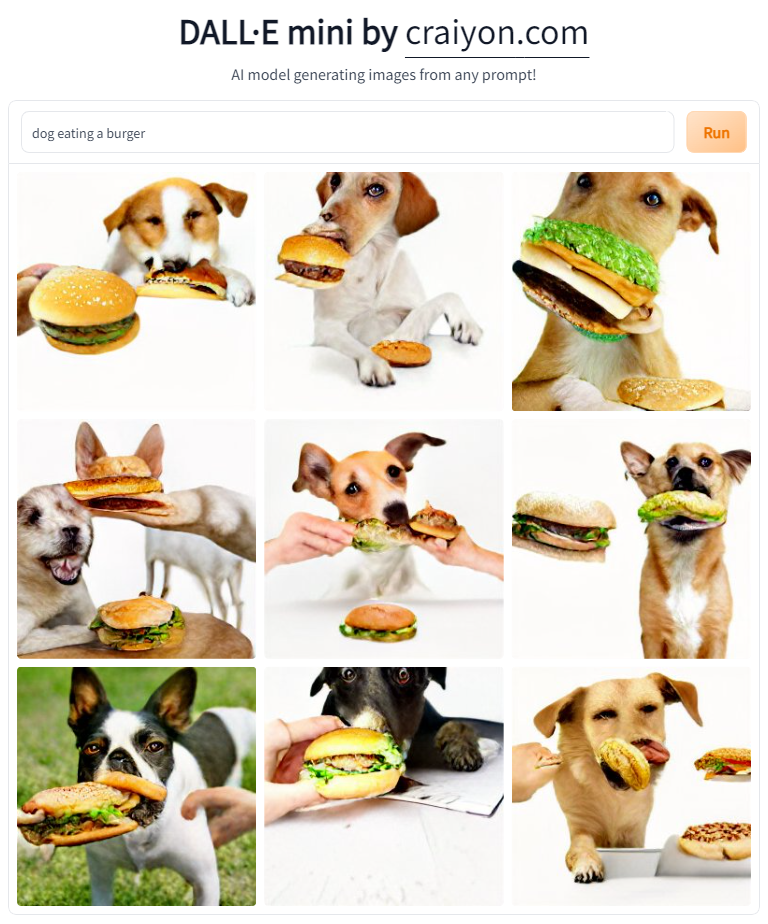 DALL·E mini by craiyon.com
AI model generating images from any prompt!
dog eating a burger
Run